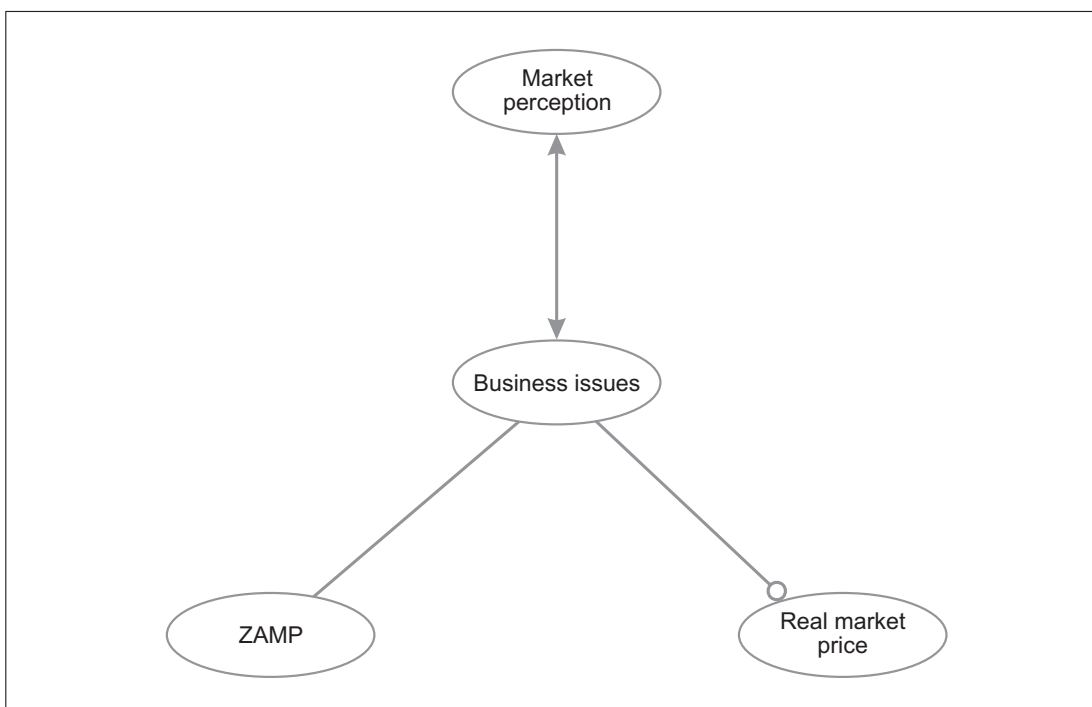 Market
perception
Business issues
ZAMP
Real market
price